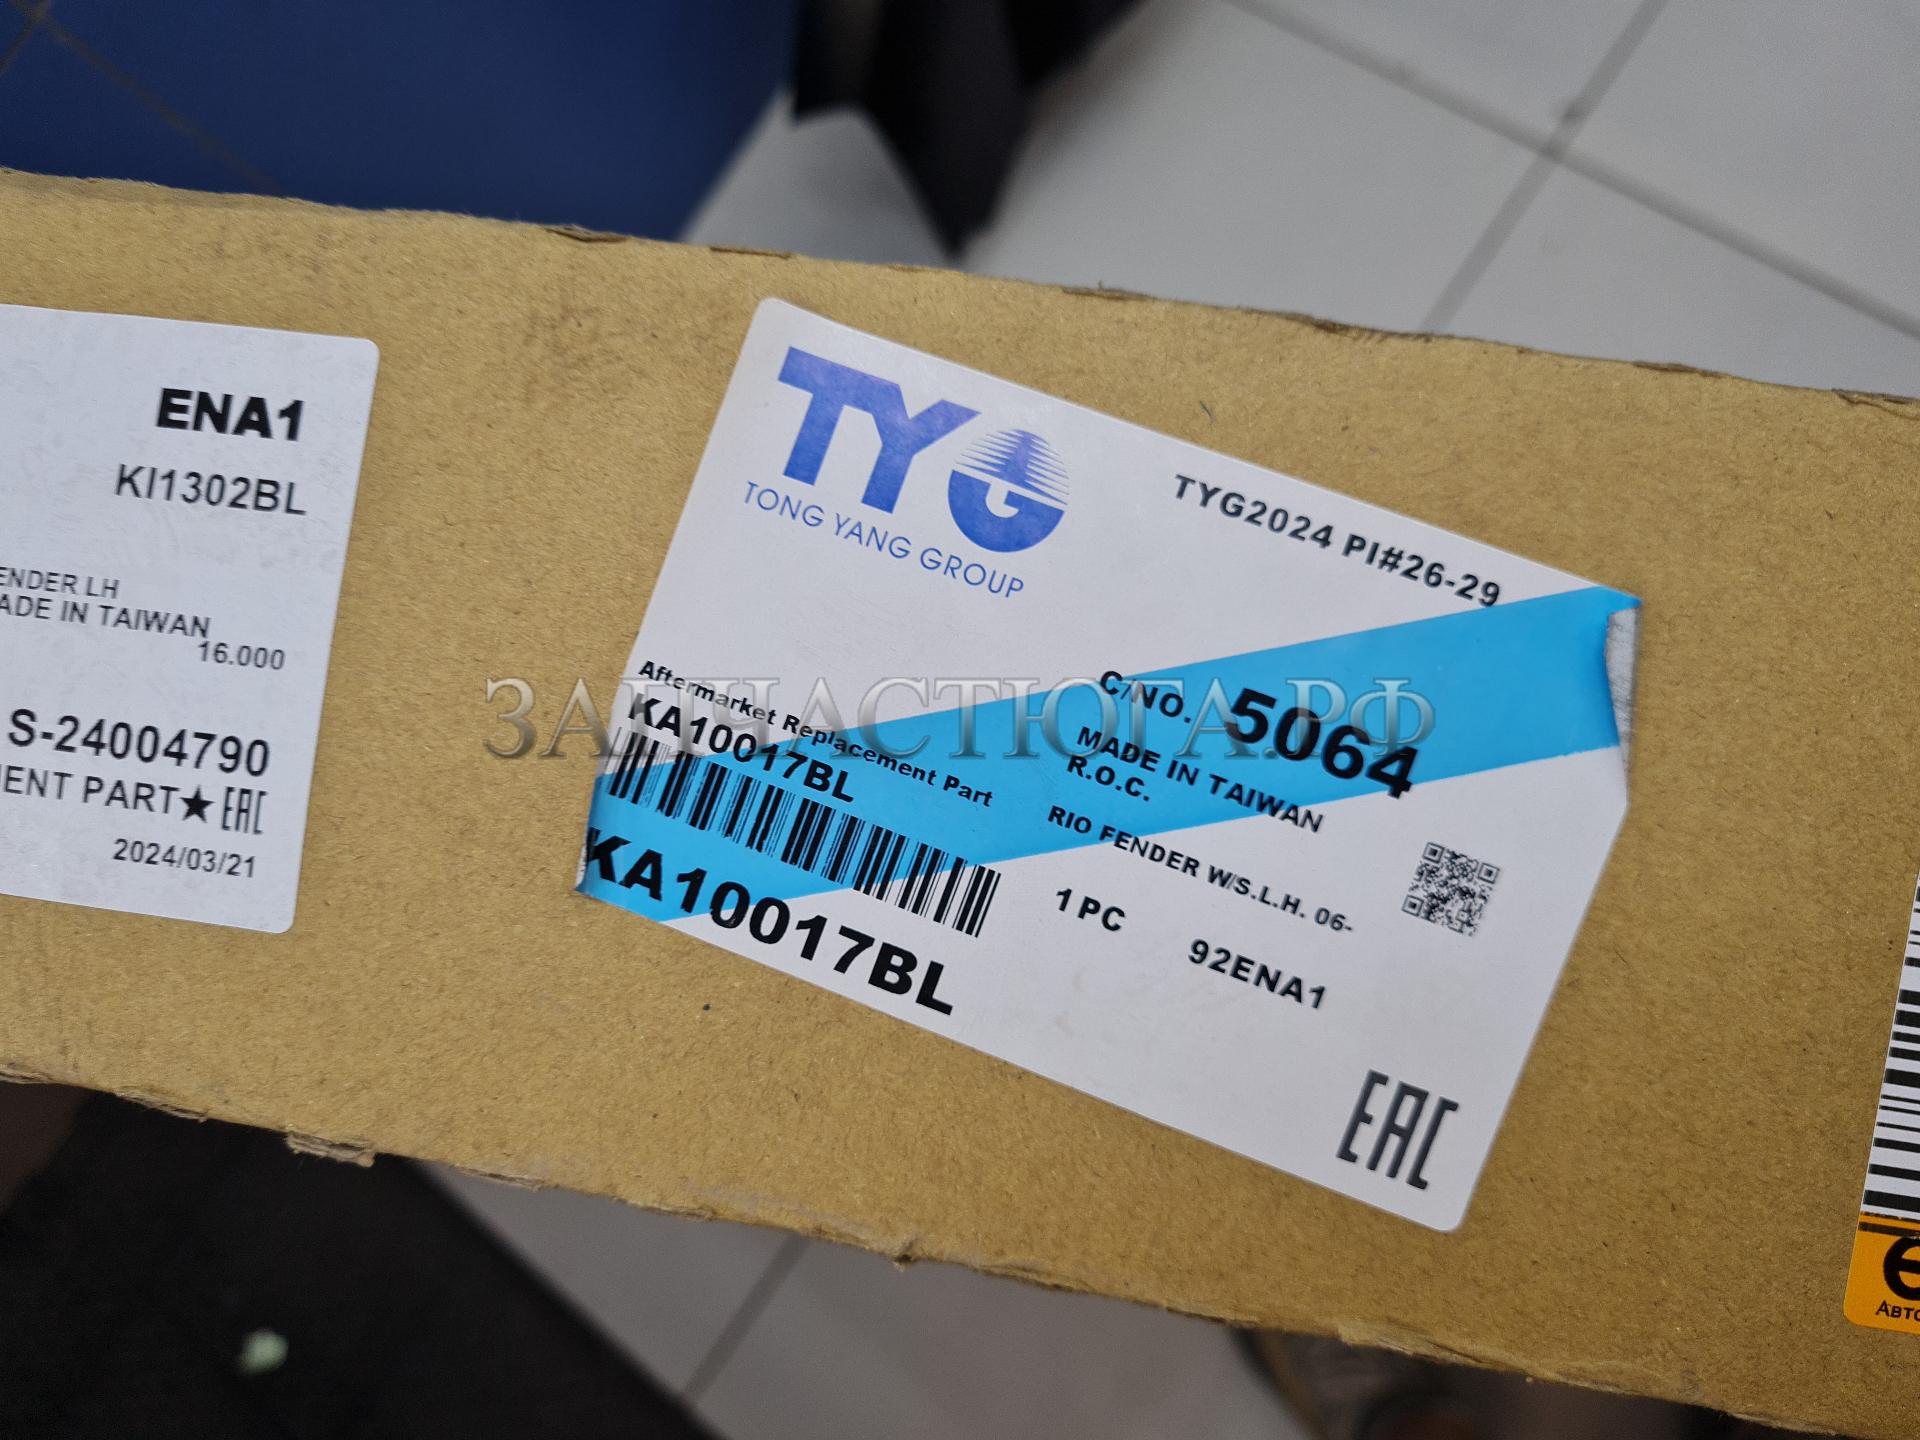 ENA1
KI1302BL
ENDER LH
ADE IN TAIWAN
16.000
S-24004790
ENT PART★ EAC
2024/03/21
TYG
TONG YANG GROUP
TYG2024 PI#26-29
Aftermarket Replacement Part
KA10017BL
KA10017BL
C/NO. 5064
MADE IN TAIWAN
R.O.C.
RIO FENDER W/S.L.H. 06-
1 PC
92ENA1
EAC
ЗАПЧАСТЮГА.РФ
Авто